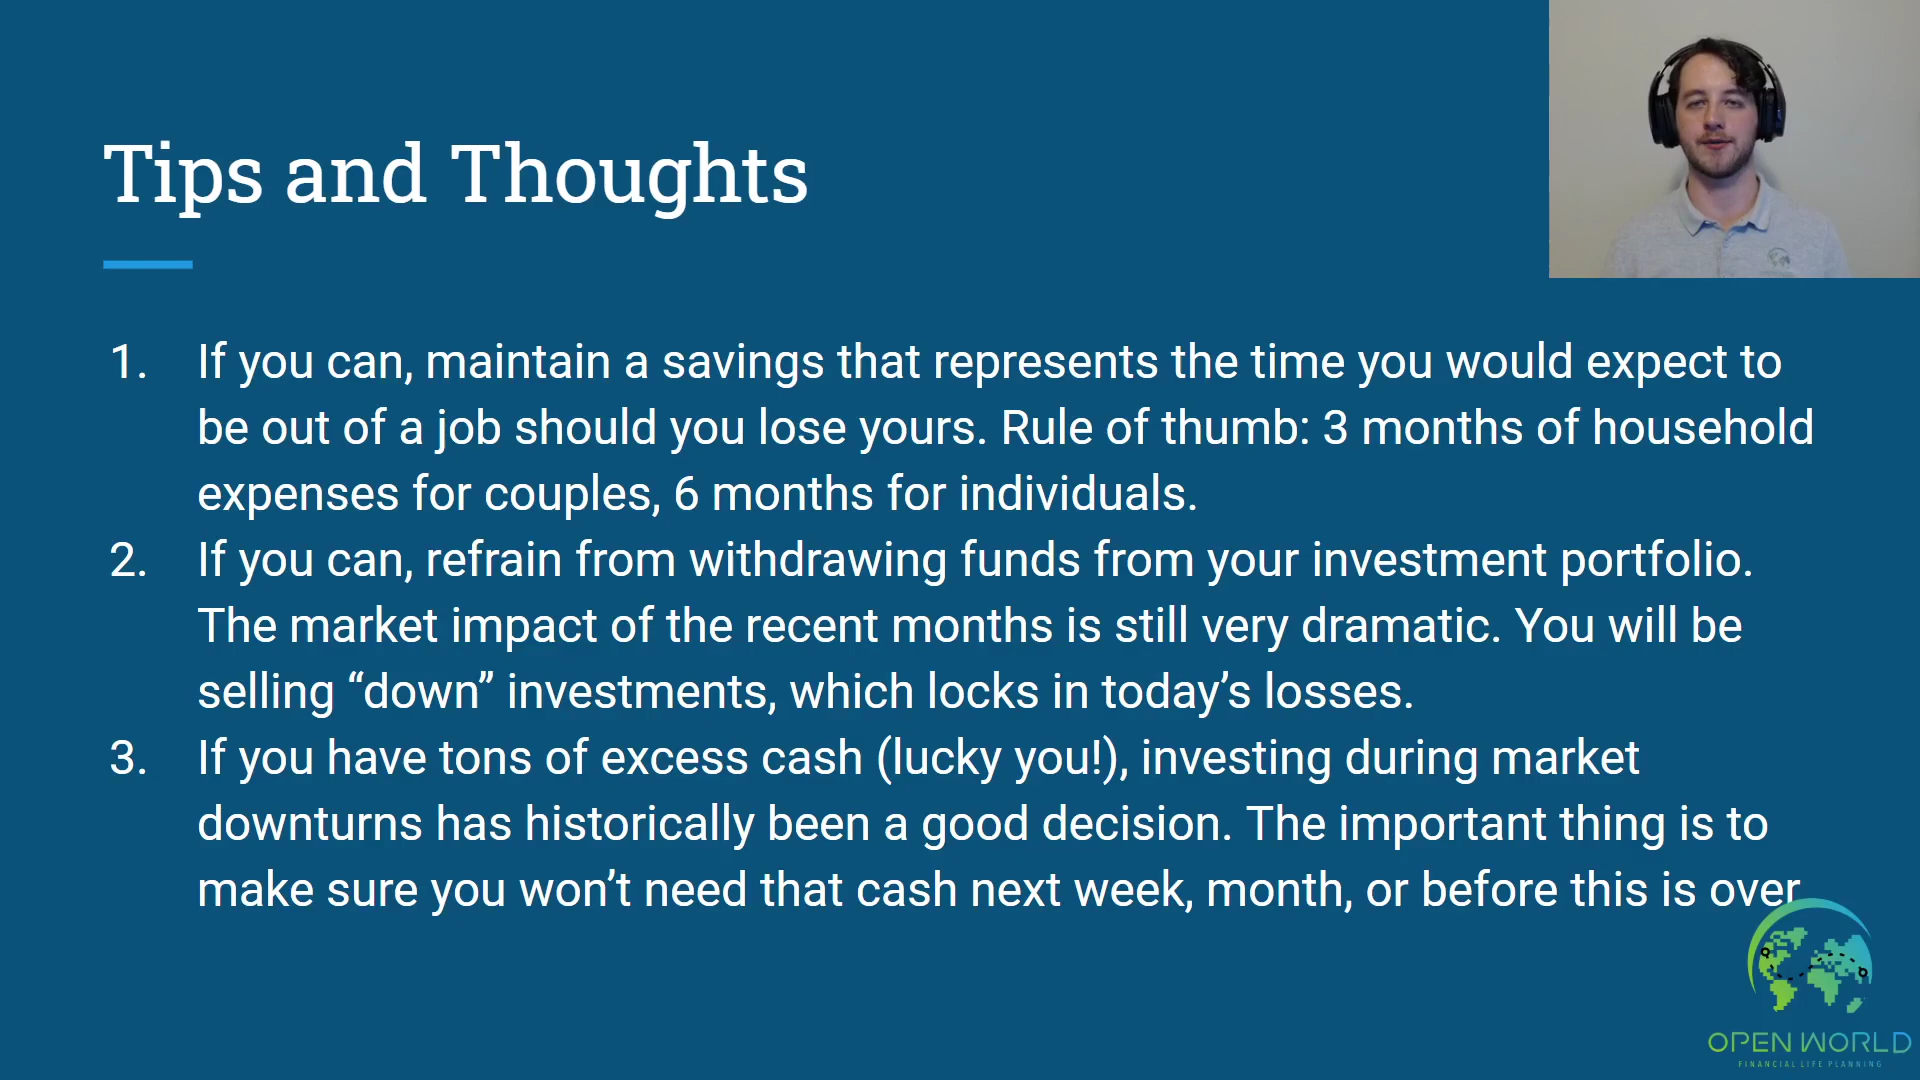 Tips and Thoughts
1. If you can, maintain a savings that represents the time you would expect to
be out of a job should you lose yours. Rule of thumb: 3 months of household
expenses for couples, 6 months for individuals.
2. If you can, refrain from withdrawing funds from your investment portfolio.
The market impact of the recent months is still very dramatic. You will be
selling “down” investments, which locks in today’s losses.
3. If you have tons of excess cash (lucky you!), investing during market
downturns has historically been a good decision. The important thing is to
make sure you won’t need that cash next week, month, or before this is over
OPEN WORLD
FINANCIAL LIFE PLANNING